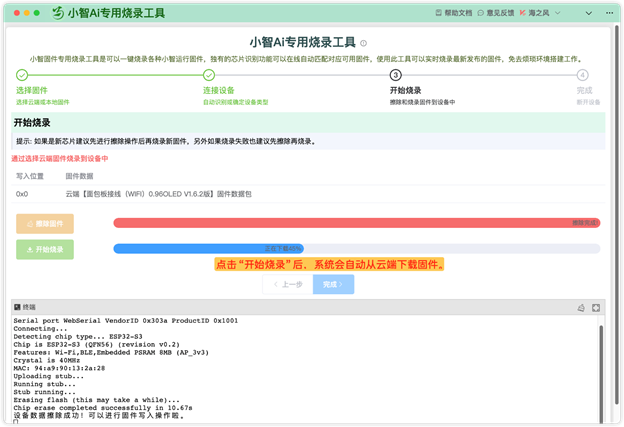 小智Ai专用烧录工具
帮助文档 意见反馈 海之风
小智Ai专用烧录工具
小智固件专用烧录工具是可以一键烧录各种小智运行固件，独有的芯片识别功能可以在线自动匹配对应可用固件，使用此工具可以实时烧录最新发布的固件，免去烦琐环境搭建工作。
3 4
选择固件 连接设备 开始烧录 完成
选择云端或本地固件 自动识别或确定设备类型 擦除和烧录固件到设备中 断开设备
开始烧录
提示: 如果是新芯片建议先进行擦除操作后再烧录新固件，另外如果烧录失败也建议先擦除再烧录。
通过选择云端固件烧录到设备中
写入位置 固件数据
0x0 云端【面包板接线（WIFI）0.96OLED V1.6.2版】固件数据包
擦除固件 擦除完成!
开始烧录 正在下载39%
点击“开始烧录”后，系统会自动从云端下载固件。
上一步 完成
终端
Serial port WebSerial VendorID 0x303a ProductID 0x1001
Connecting...
Detecting chip type... ESP32-S3
Chip is ESP32-S3 (QFN56) (revision v0.2)
Features: Wi-Fi,BLE,Embedded PSRAM 8MB (AP_3v3)
Crystal is 40MHz
MAC: 94:a9:90:13:2a:28
Uploading stub...
Running stub...
Stub running...
Erasing flash (this may take a while)...
Chip erase completed successfully in 10.67s
设备数据擦除成功！可以进行固件写入操作啦。